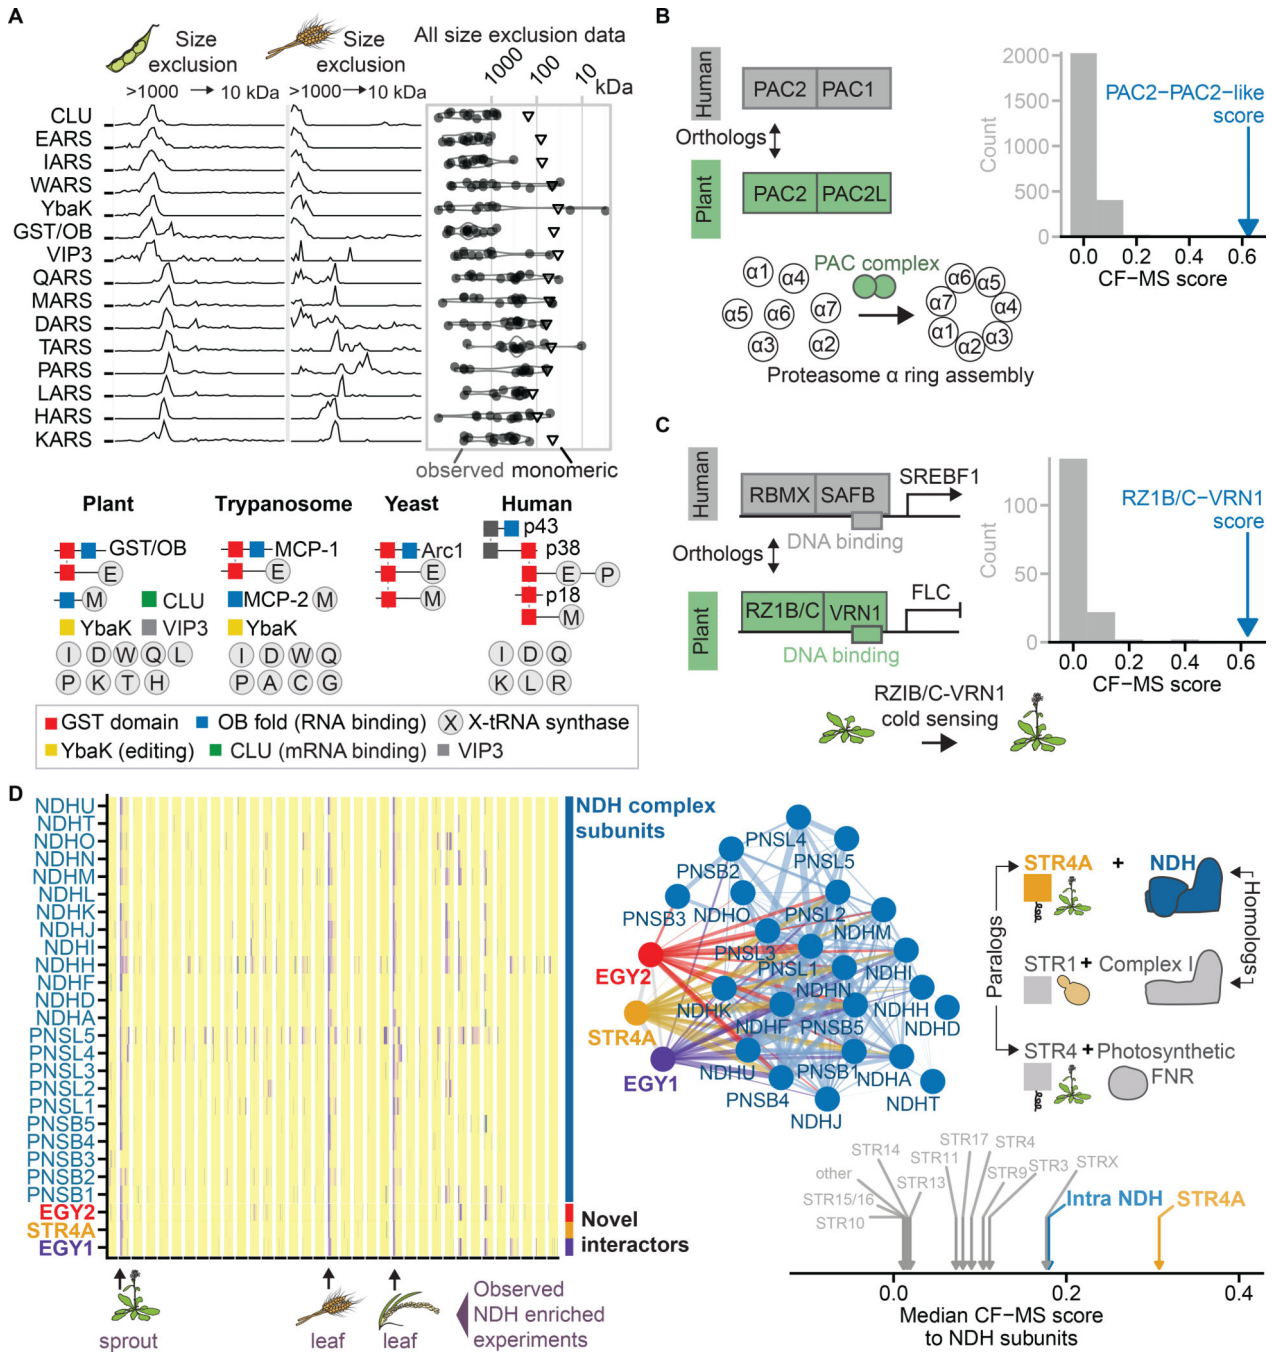 A
Size
exclusion
>1000 → 10 kDa
Size
exclusion
>1000 → 10 kDa
All size exclusion data
1000
100
10
kDa
CLU
EARS
IARS
WARS
YbaK
GST/OB
VIP3
QARS
MARS
DARS
TARS
PARS
LARS
HARS
KARS
observed monomeric
Plant
Trypanosome
Yeast
Human
GST/OB
E
M
CLU
YbaK
VIP3
I D W Q L
P K T H
MCP-1
E
MCP-2 M
YbaK
I D W Q
P A C G
Arc1
E
M
p43
p38
E P
p18
M
I D Q
K L R
GST domain
OB fold (RNA binding)
X X-tRNA synthase
YbaK (editing)
CLU (mRNA binding)
VIP3
B
Human
PAC2 PAC1
Orthologs
Plant
PAC2 PAC2L
α1
α4
α5
α6
α7
α3
α2
PAC complex
α6
α5
α7
α4
α1
α3
α2
Proteasome α ring assembly
2000
1500
1000
500
0
Count
PAC2−PAC2−like
score
0.0 0.2 0.4 0.6
CF−MS score
C
Human
RBMX SAFB
SREBF1
DNA binding
Orthologs
Plant
RZ1B/C VRN1
FLC
DNA binding
RZIB/C-VRN1
cold sensing
100
50
0
Count
RZ1B/C−VRN1
score
0.0 0.2 0.4 0.6
CF−MS score
D
NDHU
NDHT
NDHO
NDHN
NDHM
NDHL
NDHK
NDHJ
NDHI
NDHH
NDHF
NDHD
NDHA
PNSL5
PNSL4
PNSL3
PNSL2
PNSL1
PNSB5
PNSB4
PNSB3
PNSB2
PNSB1
EGY2
STR4A
EGY1
NDH complex
subunits
Novel
interactors
sprout
leaf
leaf
Observed
NDH enriched
experiments
PNSL4
PNSL5
PNSB2
PNSB3
NDHO
PNSL2
NDHM
PNSL3
PNSL1
NDHI
EGY2
NDHN
NDHK
NDHH
NDHD
NDHF
PNSB5
STR4A
EGY1
NDHU
PNSB1
NDHA
PNSB4
NDHT
NDHJ
STR4A + NDH
Paralogs
Homologs
STR1 + Complex I
STR4 + Photosynthetic
FNR
STR14
STR17
STR4
other
STR11
STR9
STR3
STRX
STR13
STR15/16
STR10
Intra NDH
STR4A
0.0 0.2 0.4
Median CF−MS score
to NDH subunits